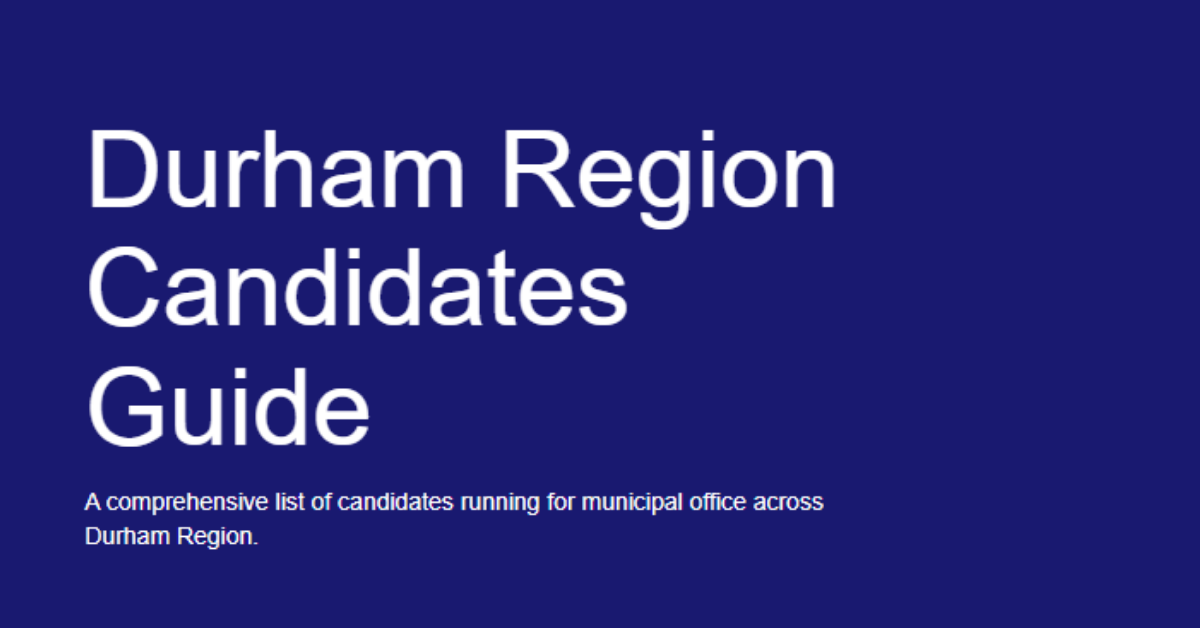 Durham Region
Candidates
Guide
A comprehensive list of candidates running for municipal office across
Durham Region.